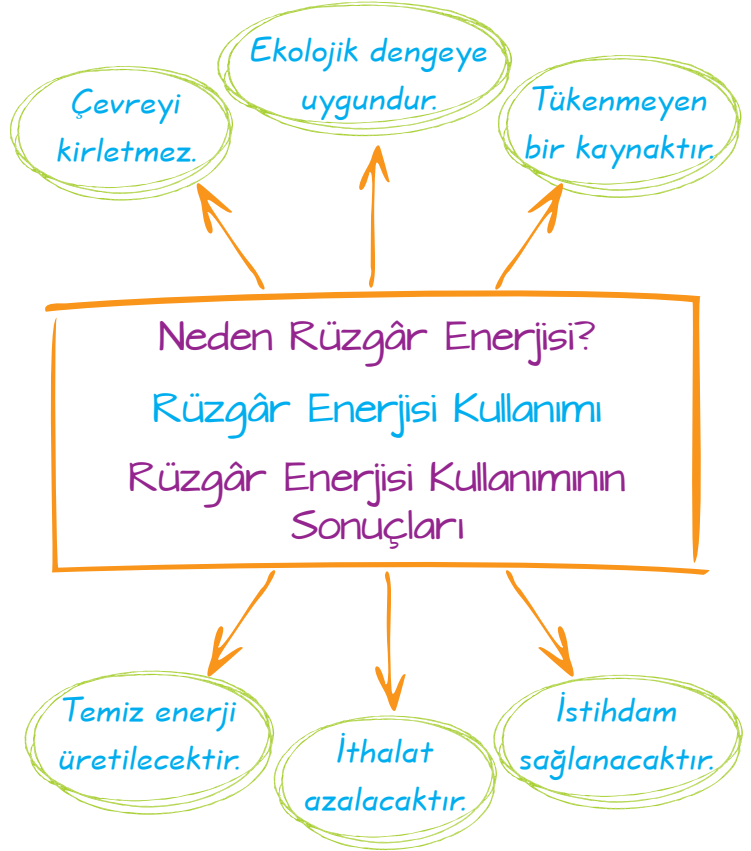 Çevreyi
kirletmez.
Ekolojik dengeye
uygundur.
Tükenmeyen
bir kaynaktır.
Neden Rüzgâr Enerjisi?
Rüzgâr Enerjisi Kullanımı
Rüzgâr Enerjisi Kullanımının
Sonuçları
Temiz enerji
üretilecektir.
İthalat
azalacaktır.
İstihdam
sağlanacaktır.